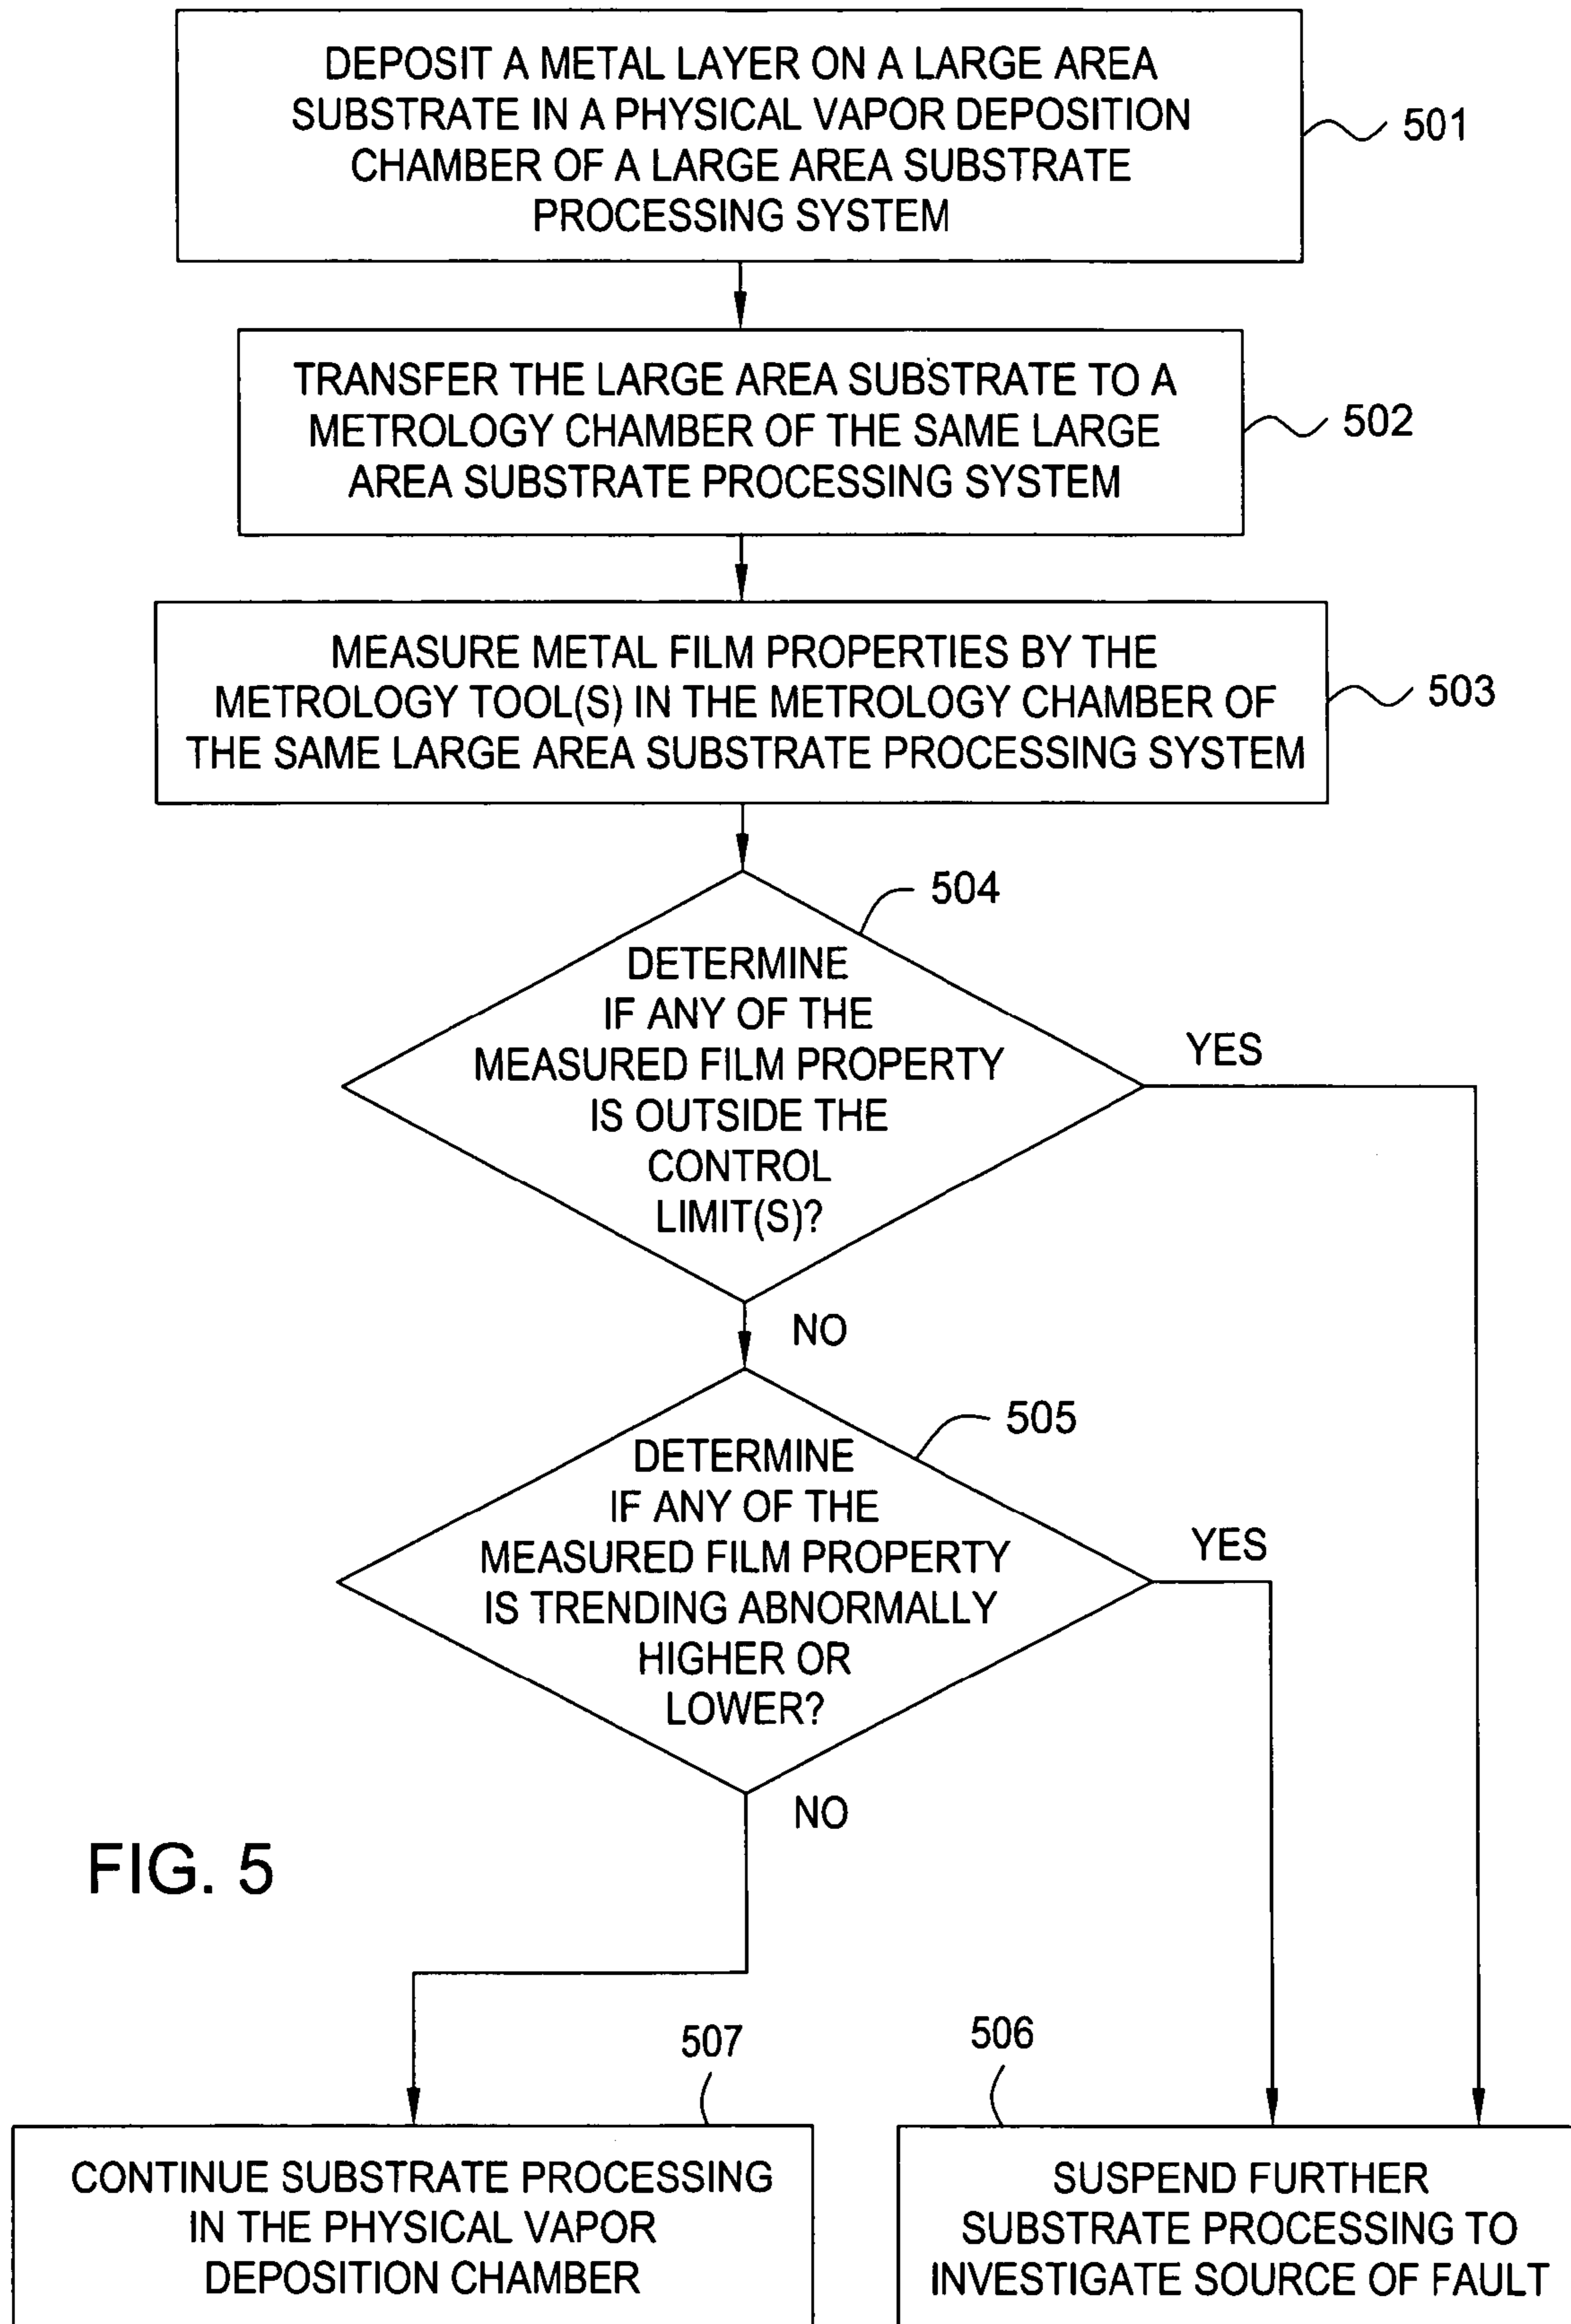 DEPOSIT A METAL LAYER ON A LARGE AREA
SUBSTRATE IN A PHYSICAL VAPOR DEPOSITION
CHAMBER OF A LARGE AREA SUBSTRATE
PROCESSING SYSTEM
501
TRANSFER THE LARGE AREA SUBSTRATE TO A
METROLOGY CHAMBER OF THE SAME LARGE
AREA SUBSTRATE PROCESSING SYSTEM
502
MEASURE METAL FILM PROPERTIES BY THE
METROLOGY TOOL(S) IN THE METROLOGY CHAMBER OF
THE SAME LARGE AREA SUBSTRATE PROCESSING SYSTEM
503
504
DETERMINE
IF ANY OF THE
MEASURED FILM PROPERTY
IS OUTSIDE THE
CONTROL
LIMIT(S)?
YES
NO
505
DETERMINE
IF ANY OF THE
MEASURED FILM PROPERTY
IS TRENDING ABNORMALLY
HIGHER OR
LOWER?
YES
NO
FIG. 5
507
CONTINUE SUBSTRATE PROCESSING
IN THE PHYSICAL VAPOR
DEPOSITION CHAMBER
506
SUSPEND FURTHER
SUBSTRATE PROCESSING TO
INVESTIGATE SOURCE OF FAULT